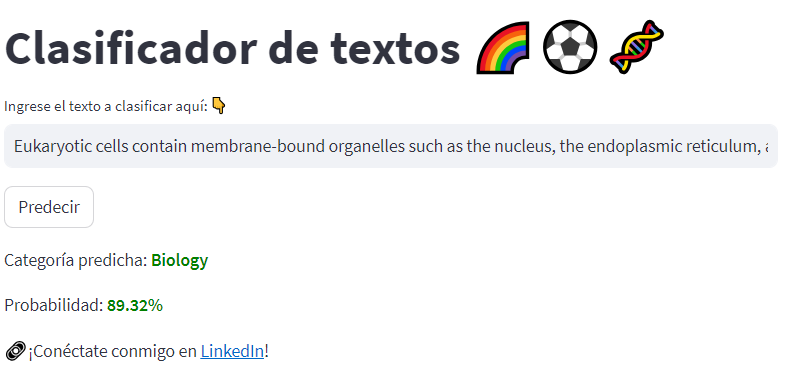 Clasificador de textos 🌈 ⚽ 🧬
Ingrese el texto a clasificar aquí: 👇
Eukaryotic cells contain membrane-bound organelles such as the nucleus, the endoplasmic reticulum,
Predecir
Categoría predicha: Biology
Probabilidad: 89.32%
🔗 ¡Conéctate conmigo en LinkedIn!